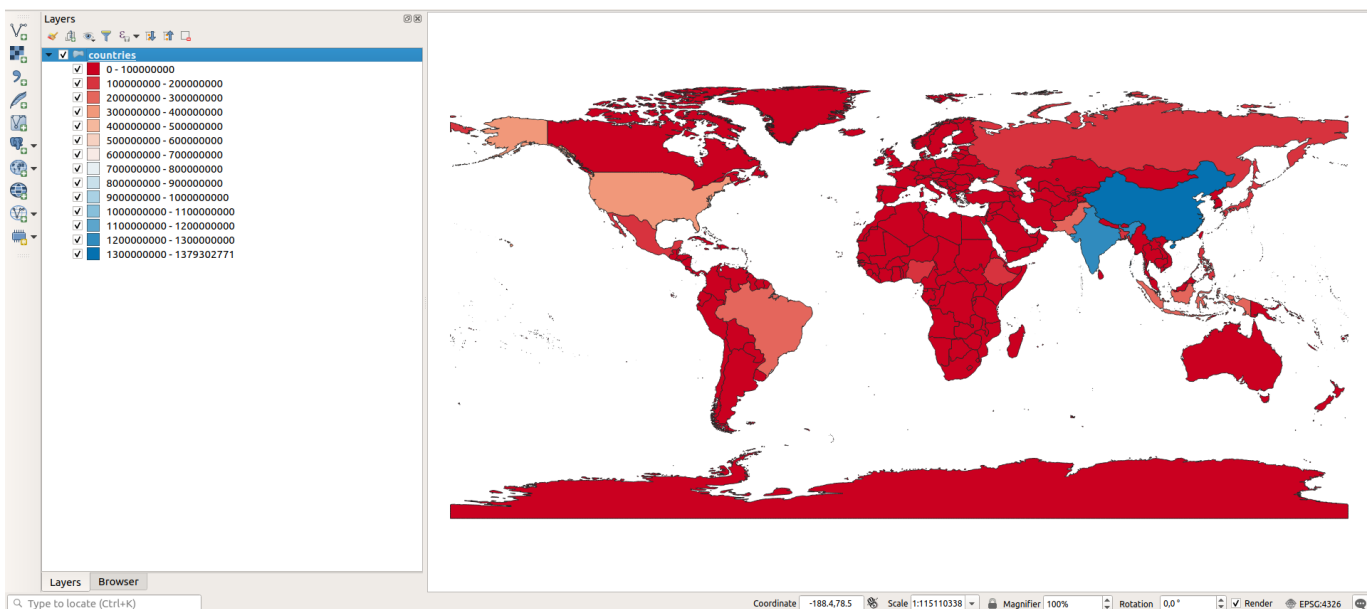 Layers
countries
0 - 100000000
100000000 - 200000000
200000000 - 300000000
300000000 - 400000000
400000000 - 500000000
500000000 - 600000000
600000000 - 700000000
700000000 - 800000000
800000000 - 900000000
900000000 - 1000000000
1000000000 - 1100000000
1100000000 - 1200000000
1200000000 - 1300000000
1300000000 - 1379302771
Layers Browser
Type to locate (Ctrl+K) Coordinate -188.4,78.5 Scale 1:115110338 Magnifier 100% Rotation 0,0 ° Render EPSG:4326